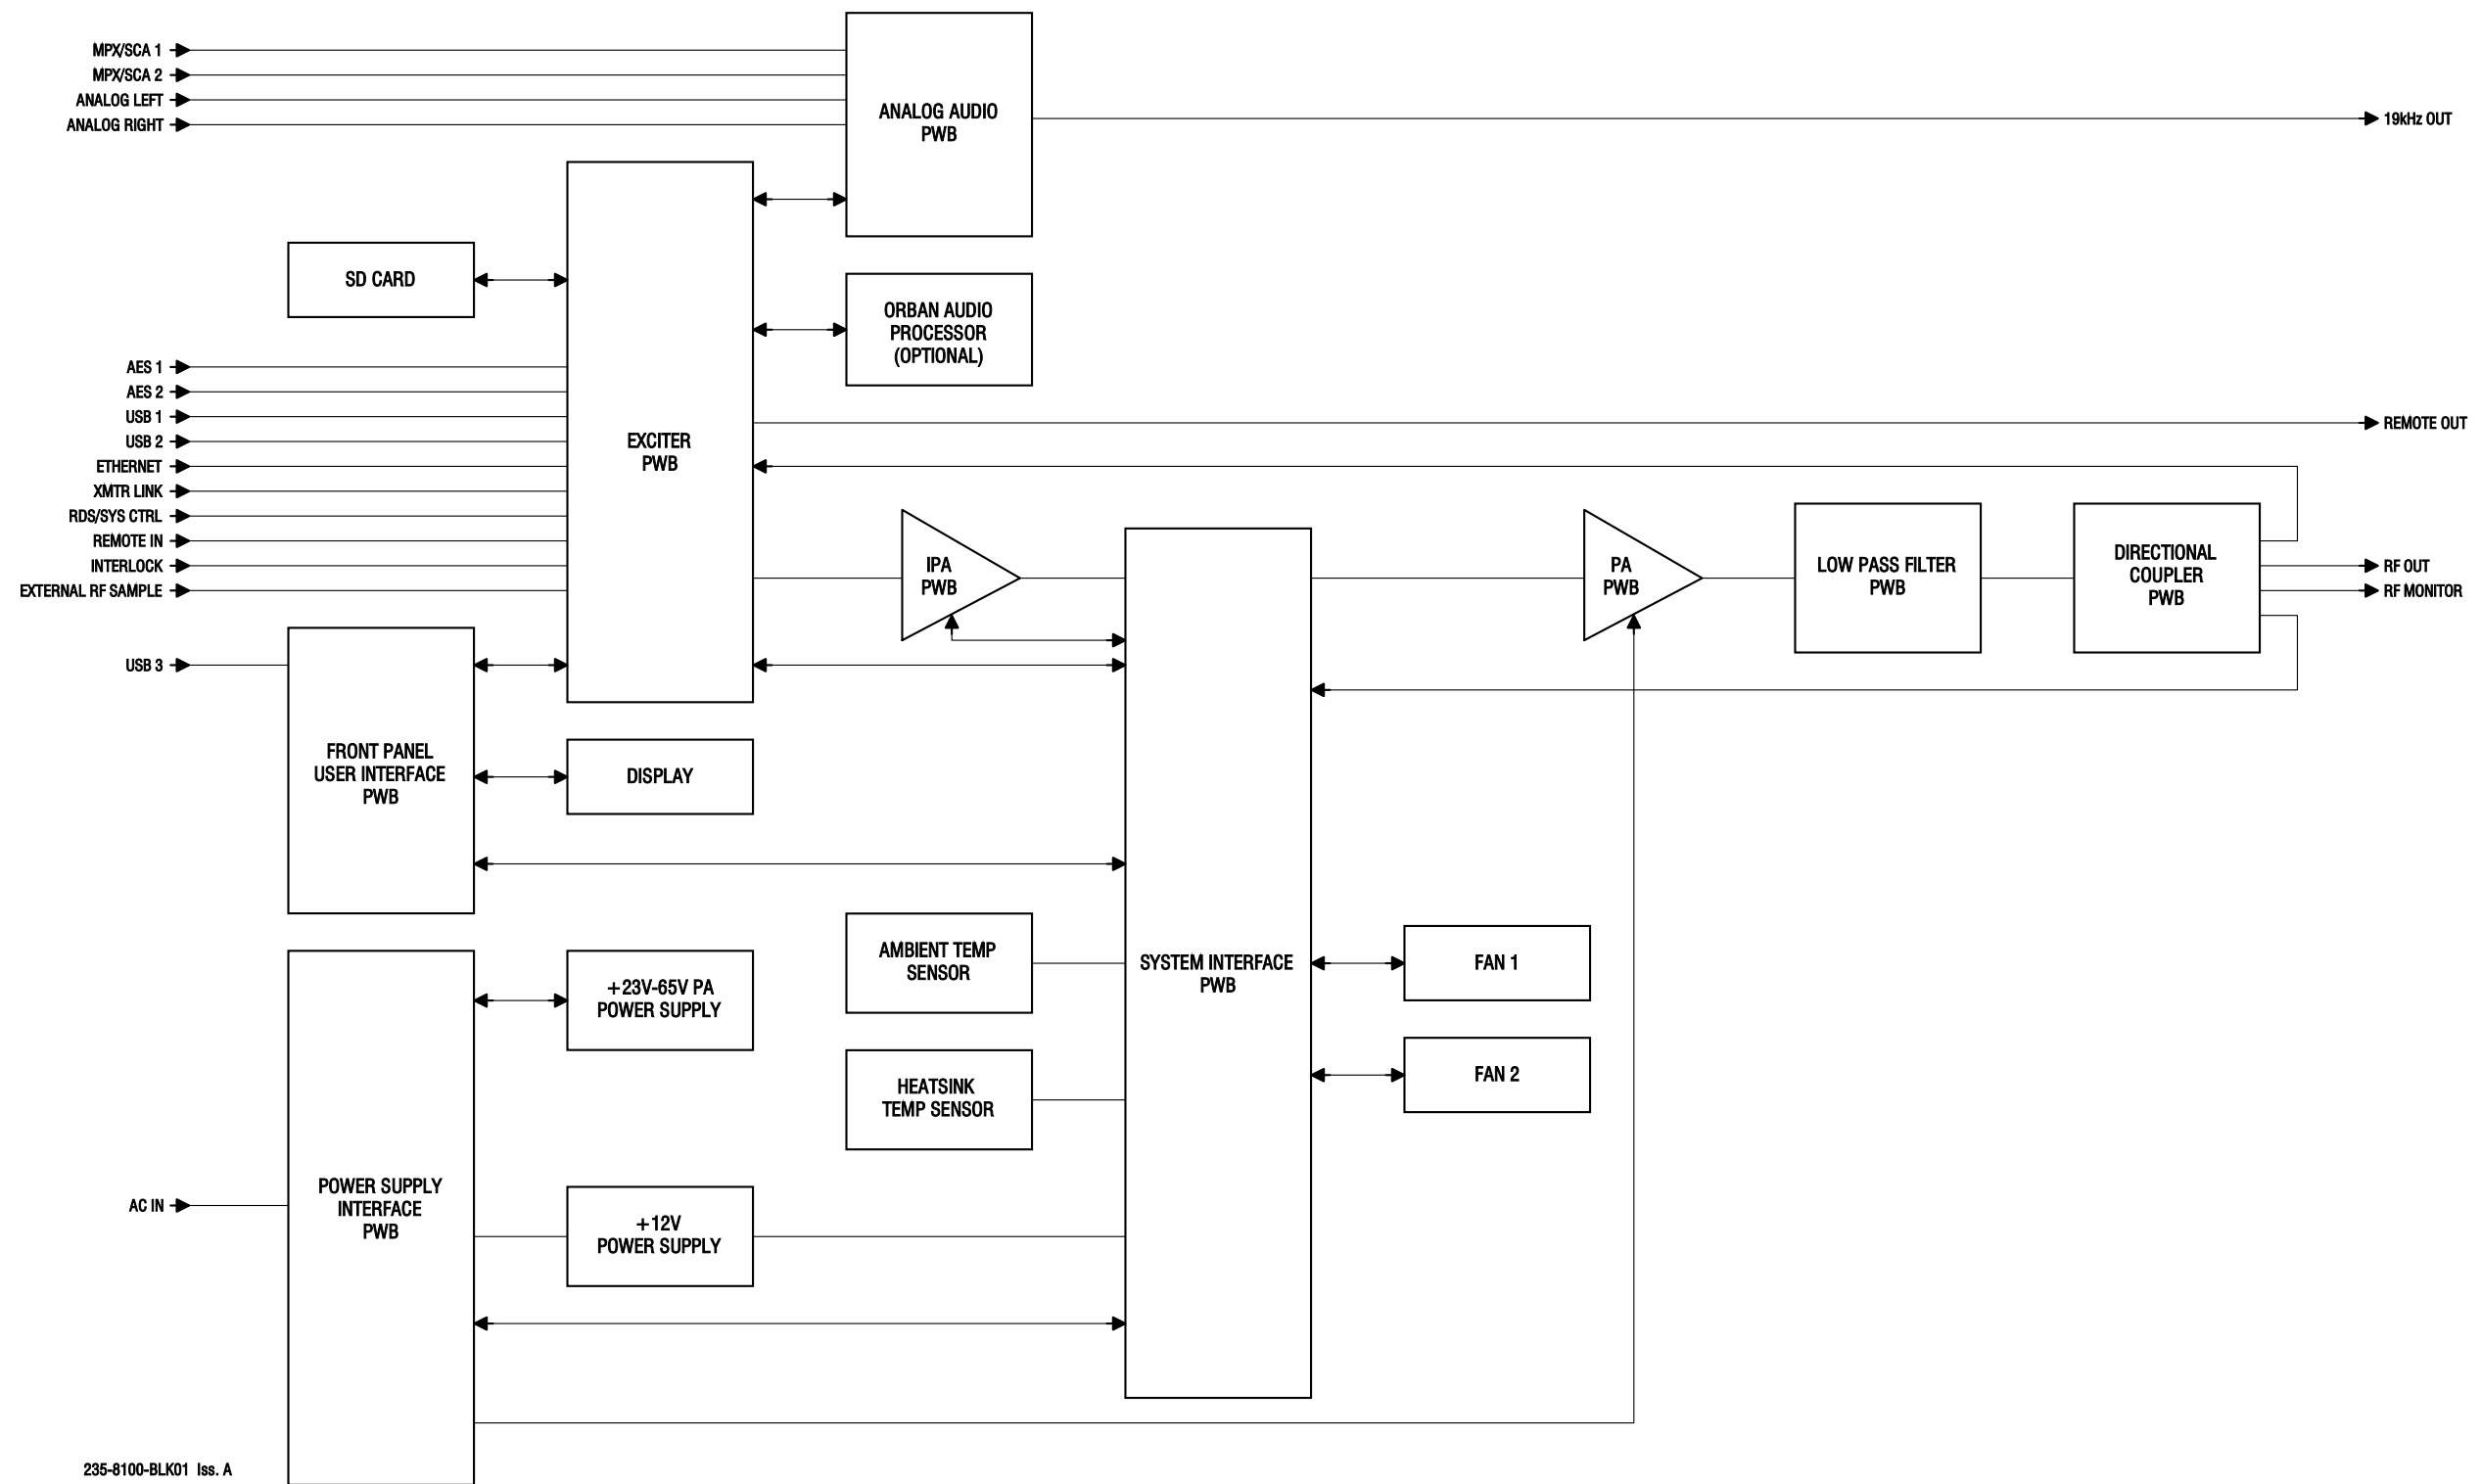 MPX/SCA 1
MPX/SCA 2
ANALOG LEFT
ANALOG RIGHT
ANALOG AUDIO
PWB
19kHz OUT
SD CARD
ORBAN AUDIO
PROCESSOR
(OPTIONAL)
AES 1
AES 2
USB 1
USB 2
ETHERNET
XMTR LINK
RDS/SYS CTRL
REMOTE IN
INTERLOCK
EXTERNAL RF SAMPLE
EXCITER
PWB
REMOTE OUT
IPA
PWB
PA
PWB
LOW PASS FILTER
PWB
DIRECTIONAL
COUPLER
PWB
RF OUT
RF MONITOR
USB 3
FRONT PANEL
USER INTERFACE
PWB
DISPLAY
AMBIENT TEMP
SENSOR
SYSTEM INTERFACE
PWB
FAN 1
+23V-65V PA
POWER SUPPLY
HEATSINK
TEMP SENSOR
FAN 2
AC IN
POWER SUPPLY
INTERFACE
PWB
+12V
POWER SUPPLY
235-8100-BLK01 Iss. A